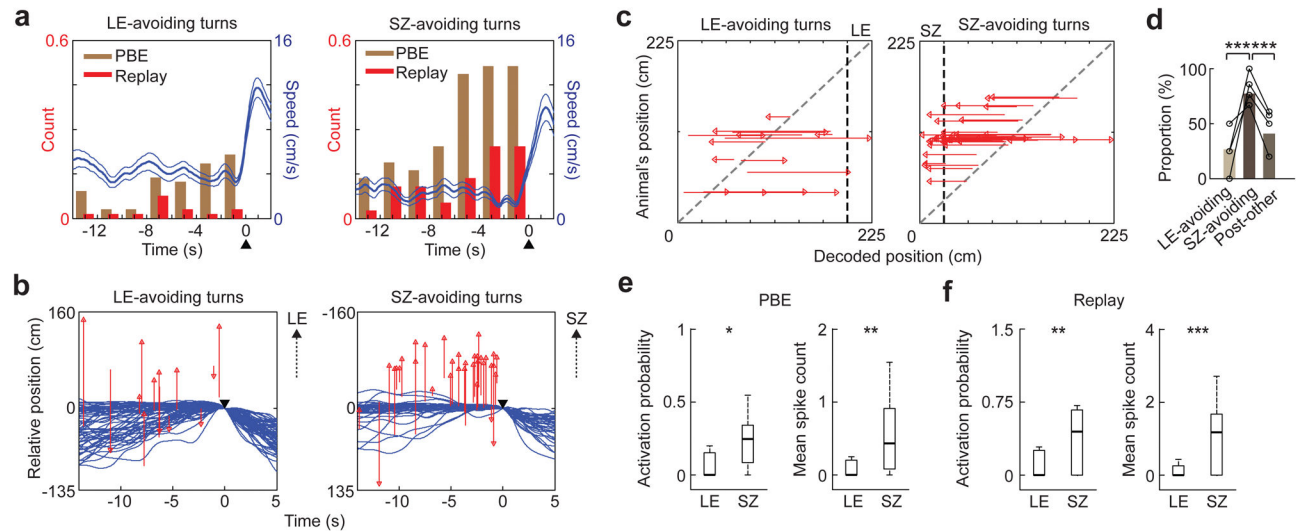 a
LE-avoiding turns
SZ-avoiding turns
0.6
16
PBE
Replay
Count
Speed (cm/s)
0
0
-12
-8
-4
0
Time (s)
0.6
16
PBE
Replay
Count
Speed (cm/s)
0
0
-12
-8
-4
0
Time (s)
b
LE-avoiding turns
SZ-avoiding turns
160
0
-135
Relative position (cm)
LE
-10
-5
0
5
-160
0
135
SZ
-10
-5
0
5
Time (s)
c
LE-avoiding turns
LE
SZ
SZ-avoiding turns
225
225
Animal's position (cm)
0
225
0
225
Decoded position (cm)
d
*** ***
100
50
0
Proportion (%)
LE-avoiding
SZ-avoiding
Post-other
e
PBE
1
0.5
0
Activation probability
*
LE
SZ
2
1
0
Mean spike count
**
LE
SZ
f
Replay
1.5
0.75
0
Activation probability
**
LE
SZ
4
2
0
Mean spike count
***
LE
SZ